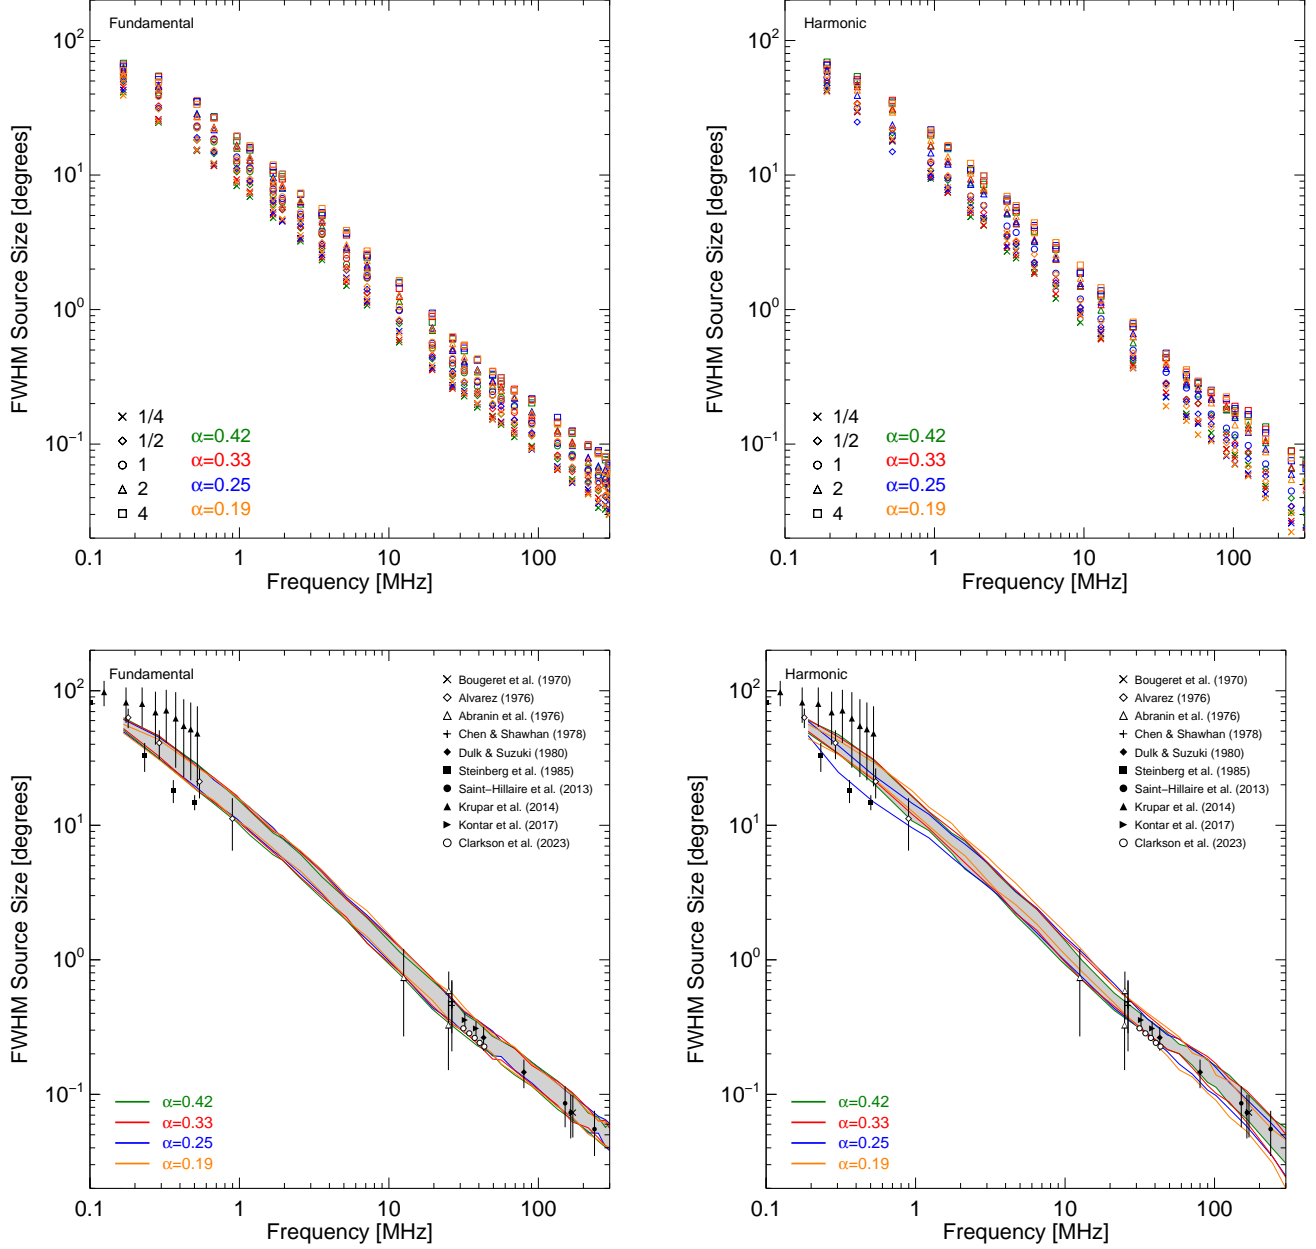 Fundamental
10²
10¹
10⁰
10⁻¹
FWHM Source Size [degrees]
1/4
1/2
1
2
4
α=0.42
α=0.33
α=0.25
α=0.19
0.1 1 10 100
Frequency [MHz]
Harmonic
10²
10¹
10⁰
10⁻¹
FWHM Source Size [degrees]
1/4
1/2
1
2
4
α=0.42
α=0.33
α=0.25
α=0.19
0.1 1 10 100
Frequency [MHz]
Fundamental
10²
10¹
10⁰
10⁻¹
FWHM Source Size [degrees]
Bougeret et al. (1970)
Alvarez (1976)
Abranin et al. (1976)
Chen & Shawhan (1978)
Dulk & Suzuki (1980)
Steinberg et al. (1985)
Saint−Hillaire et al. (2013)
Krupar et al. (2014)
Kontar et al. (2017)
Clarkson et al. (2023)
α=0.42
α=0.33
α=0.25
α=0.19
0.1 1 10 100
Frequency [MHz]
Harmonic
10²
10¹
10⁰
10⁻¹
FWHM Source Size [degrees]
Bougeret et al. (1970)
Alvarez (1976)
Abranin et al. (1976)
Chen & Shawhan (1978)
Dulk & Suzuki (1980)
Steinberg et al. (1985)
Saint−Hillaire et al. (2013)
Krupar et al. (2014)
Kontar et al. (2017)
Clarkson et al. (2023)
α=0.42
α=0.33
α=0.25
α=0.19
0.1 1 10 100
Frequency [MHz]